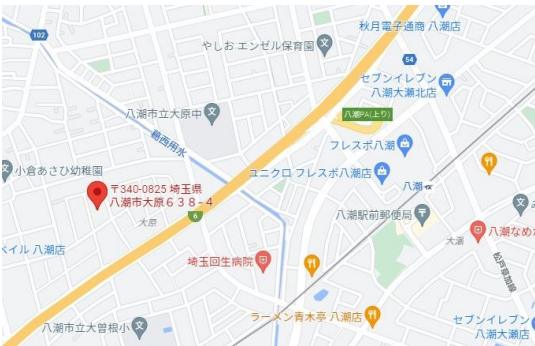 102
秋月電子通商 八潮店
やしお エンゼル保育園
54
セブンイレブン
八潮大瀬北店
八潮市立大原中
八潮PA(上り)
葛西用水
フレスポ八潮
小倉あさひ幼稚園
ユニクロ フレスポ八潮店
〒340-0825 埼玉県
八潮市大原638-4
八潮
6
八潮駅前郵便局
大原
大瀬
八潮なめ
ベイル 八潮店
埼玉回生病院
松戸草加線
ラーメン青木亭 八潮店
セブンイレブン
八潮大瀬店
八潮市立大曽根小